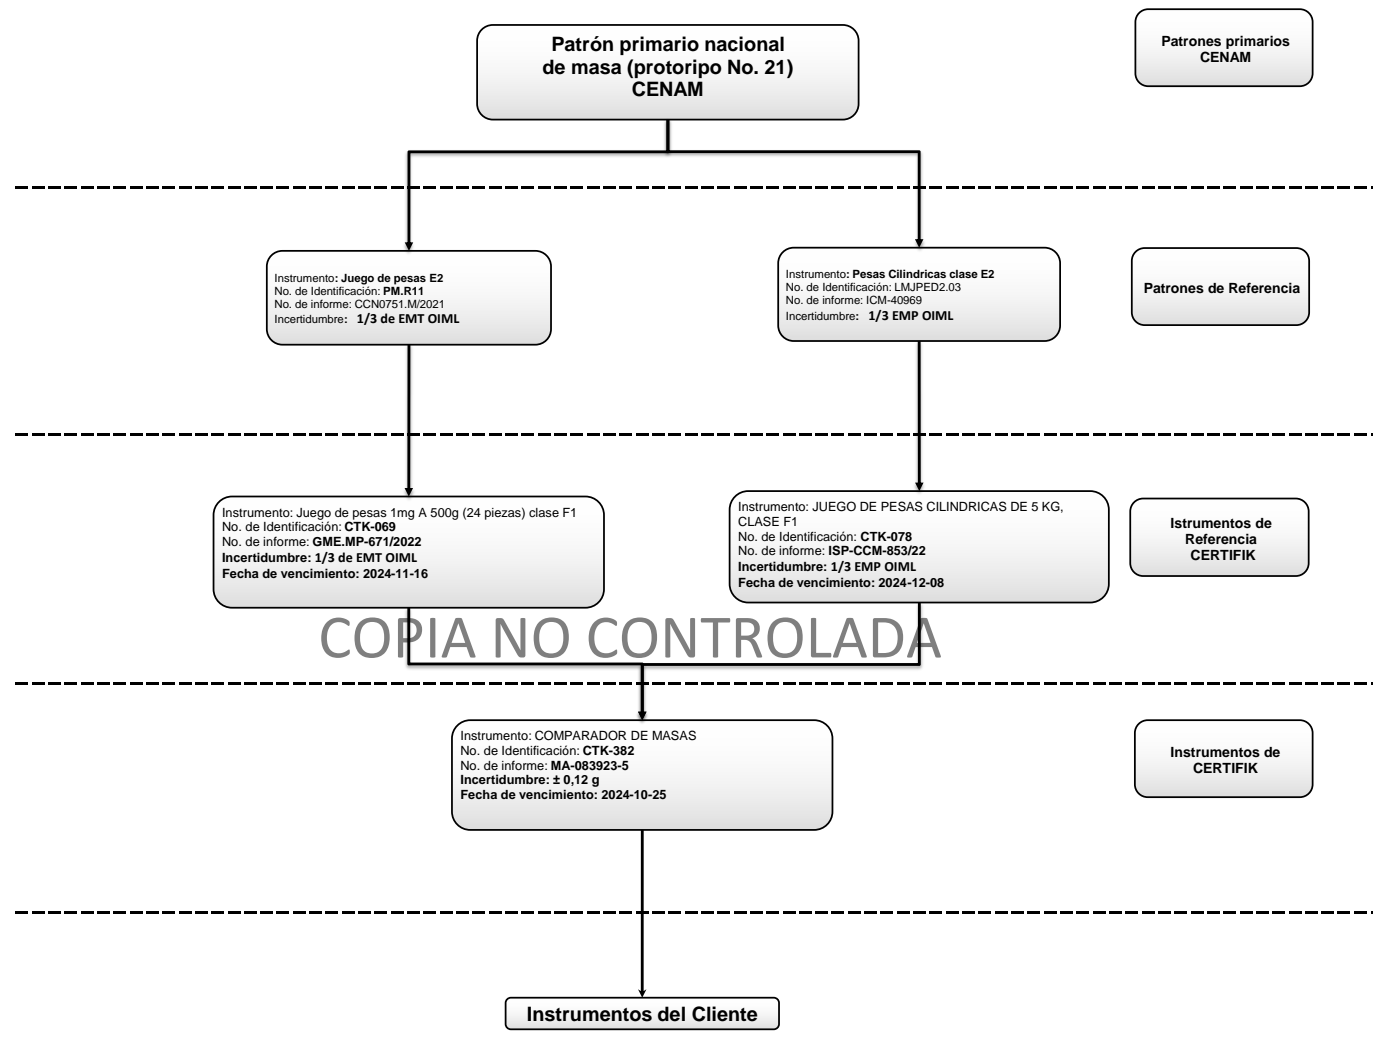 Patrón primario nacional
de masa (protoripo No. 21)
CENAM
Patrones primarios
CENAM
Instrumento: Juego de pesas E2
No. de Identificación: PM.R11
No. de informe: CCN0751.M/2021
Incertidumbre: 1/3 de EMT OIML
Instrumento: Pesas Cilindricas clase E2
No. de Identificación: LMJPED2.03
No. de informe: ICM-40969
Incertidumbre: 1/3 EMP OIML
Patrones de Referencia
Instrumento: Juego de pesas 1mg A 500g (24 piezas) clase F1
No. de Identificación: CTK-069
No. de informe: GME.MP-671/2022
Incertidumbre: 1/3 de EMT OIML
Fecha de vencimiento: 2024-11-16
Instrumento: JUEGO DE PESAS CILINDRICAS DE 5 KG,
CLASE F1
No. de Identificación: CTK-078
No. de informe: ISP-CCM-853/22
Incertidumbre: 1/3 EMP OIML
Fecha de vencimiento: 2024-12-08
Istrumentos de
Referencia
CERTIFIK
COPIA NO CONTROLADA
Instrumento: COMPARADOR DE MASAS
No. de Identificación: CTK-382
No. de informe: MA-083923-5
Incertidumbre: ± 0,12 g
Fecha de vencimiento: 2024-10-25
Instrumentos de
CERTIFIK
Instrumentos del Cliente